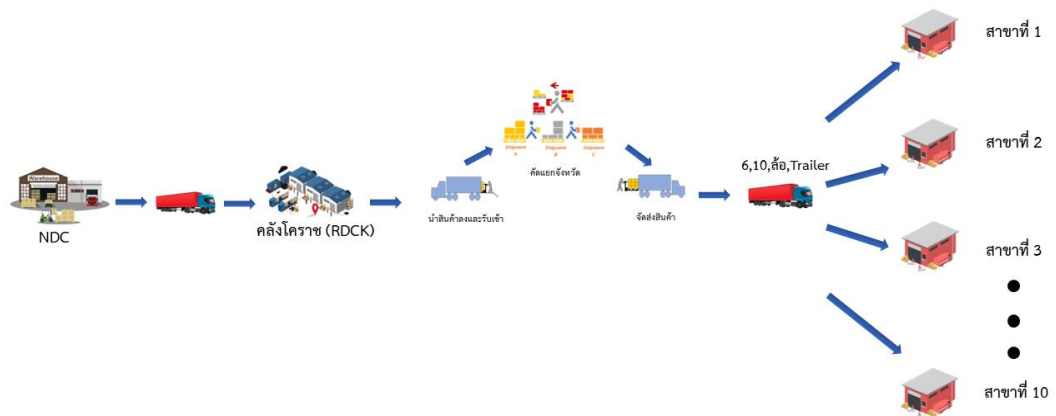 Warehouse
NDC
คลังโคราช (RDCK)
นำสินค้าลงและรับเข้า
Shipment
A
Shipment
B
Shipment
C
คัดแยกจังหวัด
จัดส่งสินค้า
6,10,ล้อ,Trailer
สาขาที่ 1
สาขาที่ 2
สาขาที่ 3
สาขาที่ 10